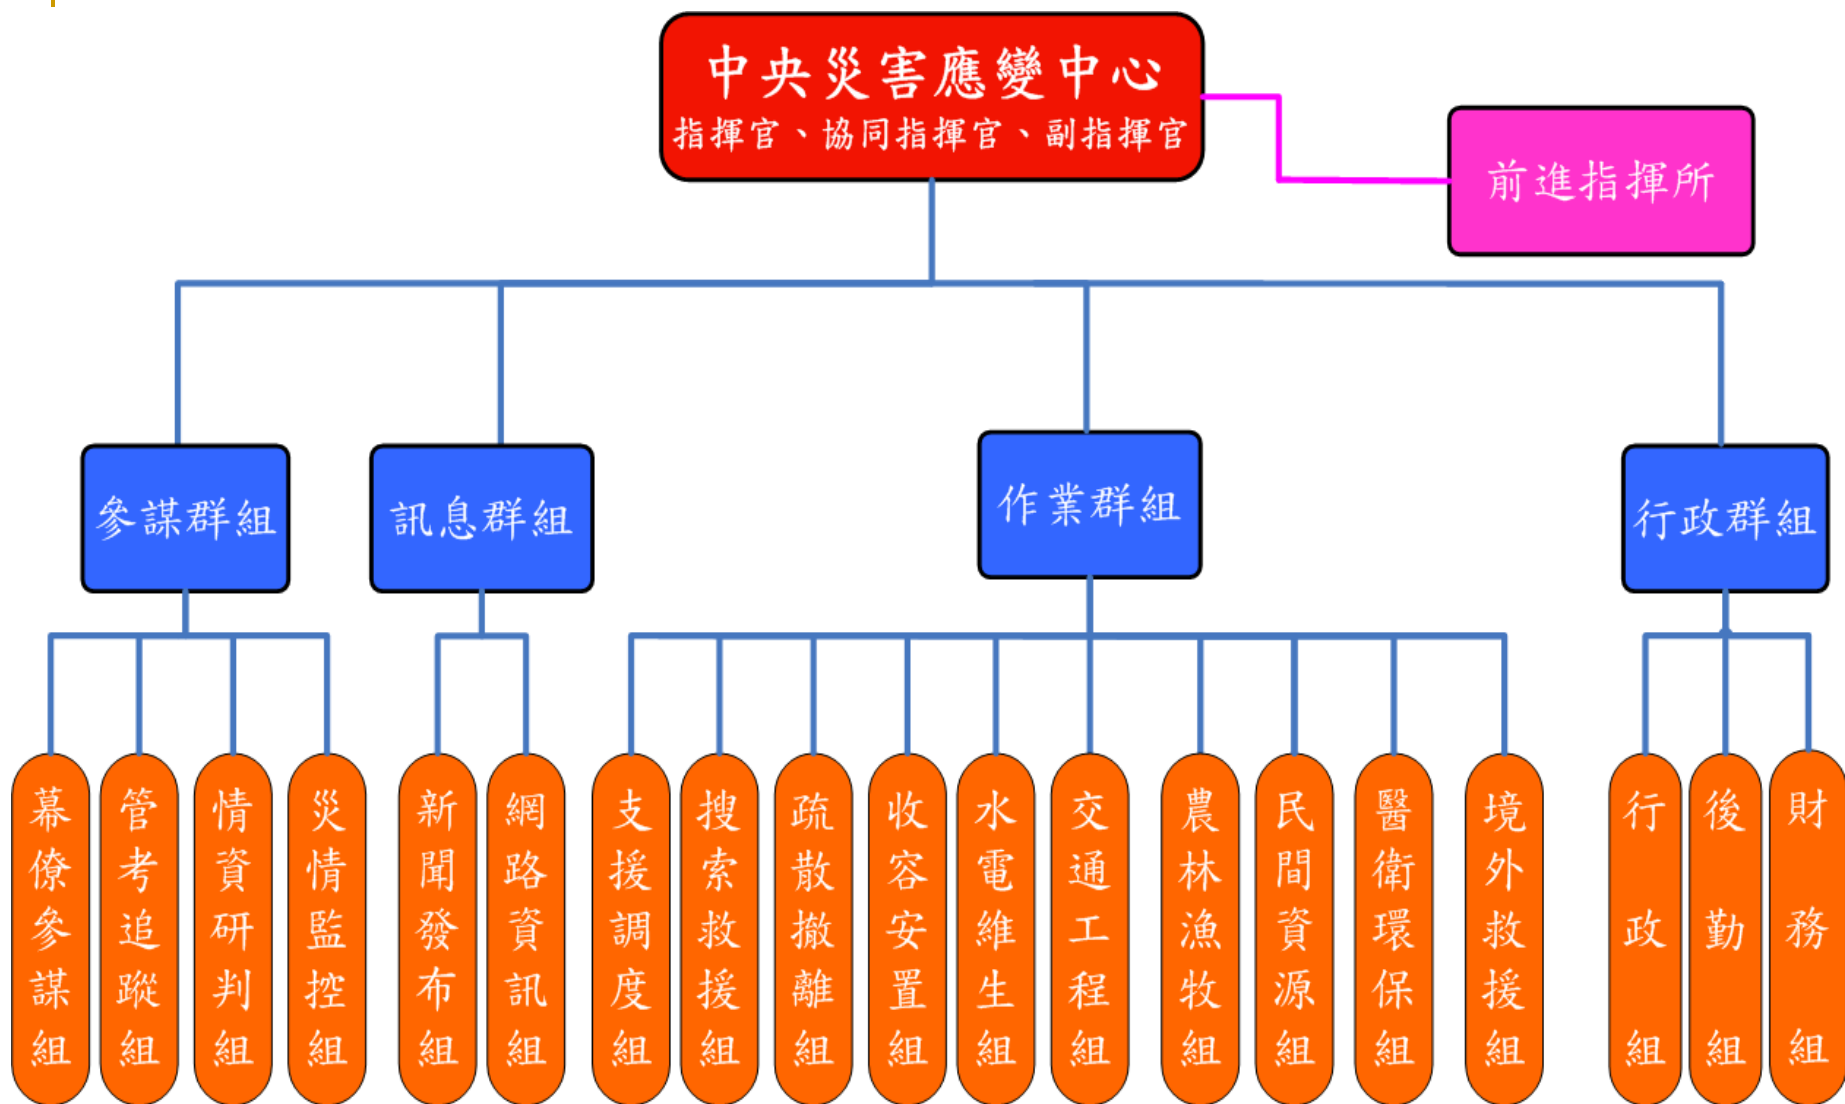 中央災害應變中心
指揮官、協同指揮官、副指揮官
前進指揮所
參謀群組
訊息群組
作業群組
行政群組
幕僚參謀組
管考追蹤組
情資研判組
災情監控組
新聞發布組
網路資訊組
支援調度組
搜索救援組
疏散撤離組
收容安置組
水電維生組
交通工程組
農林漁牧組
民間資源組
醫衛環保組
境外救援組
行政組
後勤組
財務組